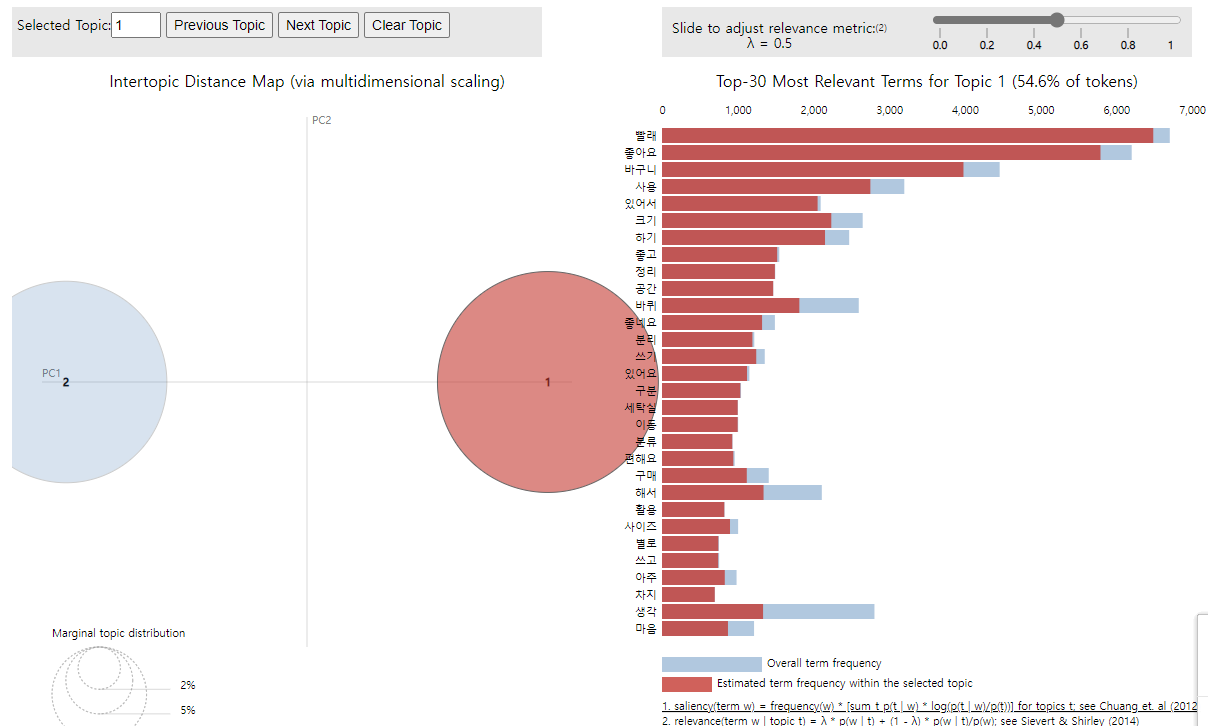 Selected Topic: 1 Previous Topic Next Topic Clear Topic
Slide to adjust relevance metric:(2)
λ = 0.5
0.0 0.2 0.4 0.6 0.8 1
Intertopic Distance Map (via multidimensional scaling)
PC2
PC1
2
1
Marginal topic distribution
2%
5%
Top-30 Most Relevant Terms for Topic 1 (54.6% of tokens)
0 1,000 2,000 3,000 4,000 5,000 6,000 7,000
빨래
좋아요
바구니
사용
있어서
크기
하기
좋고
정리
공간
바퀴
좋네요
분리
쓰기
있어요
구분
세탁실
이동
분류
편해요
구매
해서
활용
사이즈
별로
쓰고
아주
차지
생각
마음
Overall term frequency
Estimated term frequency within the selected topic
1. saliency(term w) = frequency(w) * [sum_t p(t | w) * log(p(t | w)/p(t))] for topics t; see Chuang et. al (2012
2. relevance(term w | topic t) = λ * p(w | t) + (1 - λ) * p(w | t)/p(w); see Sievert & Shirley (2014)